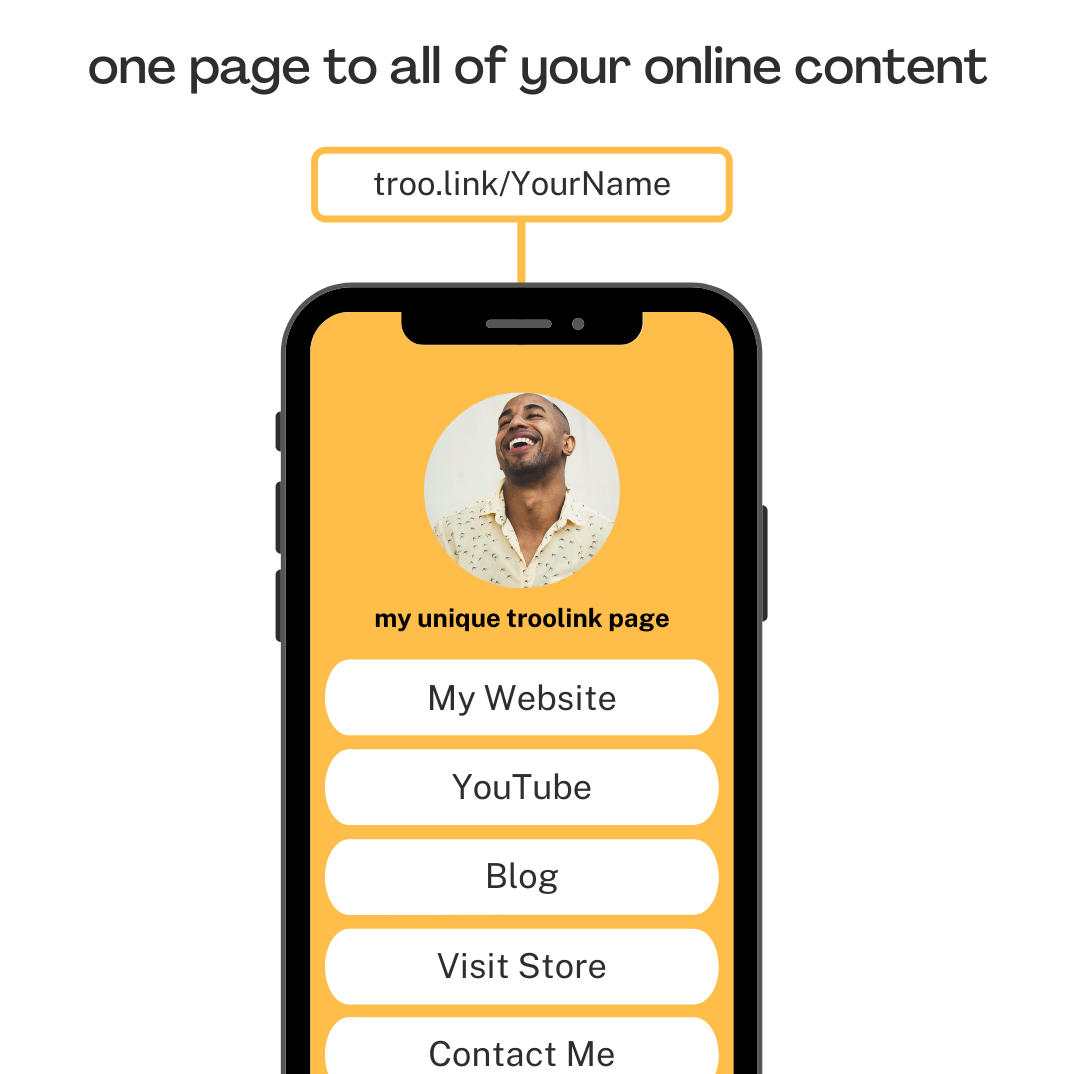 one page to all of your online content
troo.link/YourName
my unique troolink page
My Website
YouTube
Blog
Visit Store
Contact Me